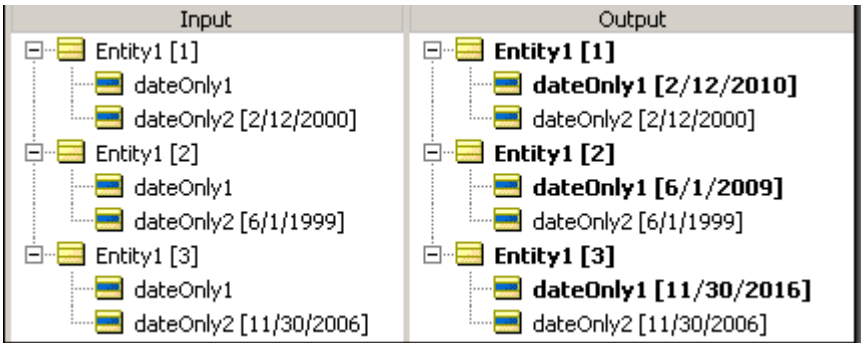 Input
Entity1 [1]
dateOnly1
dateOnly2 [2/12/2000]
Entity1 [2]
dateOnly1
dateOnly2 [6/1/1999]
Entity1 [3]
dateOnly1
dateOnly2 [11/30/2006]
Output
Entity1 [1]
dateOnly1 [2/12/2010]
dateOnly2 [2/12/2000]
Entity1 [2]
dateOnly1 [6/1/2009]
dateOnly2 [6/1/1999]
Entity1 [3]
dateOnly1 [11/30/2016]
dateOnly2 [11/30/2006]